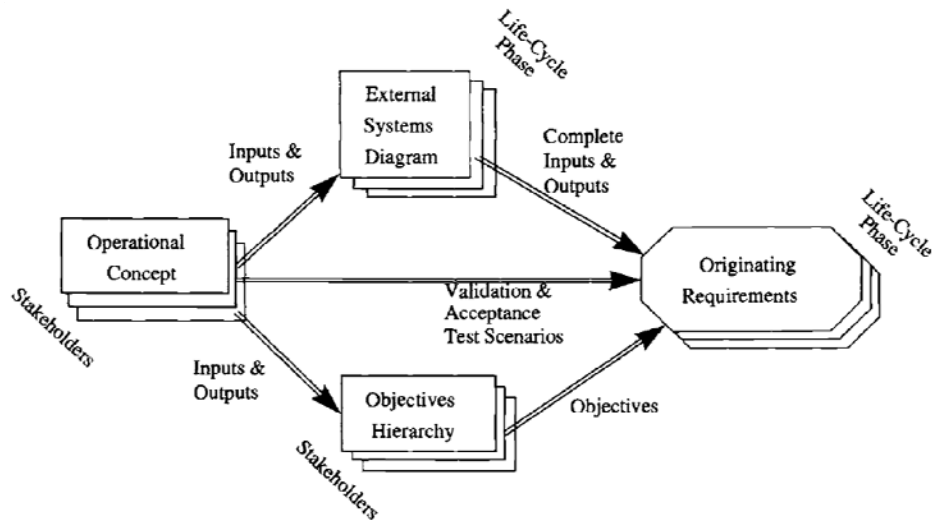 Life-Cycle
Phase
External
Systems
Diagram
Inputs &
Outputs
Complete
Inputs &
Outputs
Life-Cycle
Phase
Operational
Concept
Stakeholders
Originating
Requirements
Validation &
Acceptance
Test Scenarios
Inputs &
Outputs
Objectives
Hierarchy
Stakeholders
Objectives